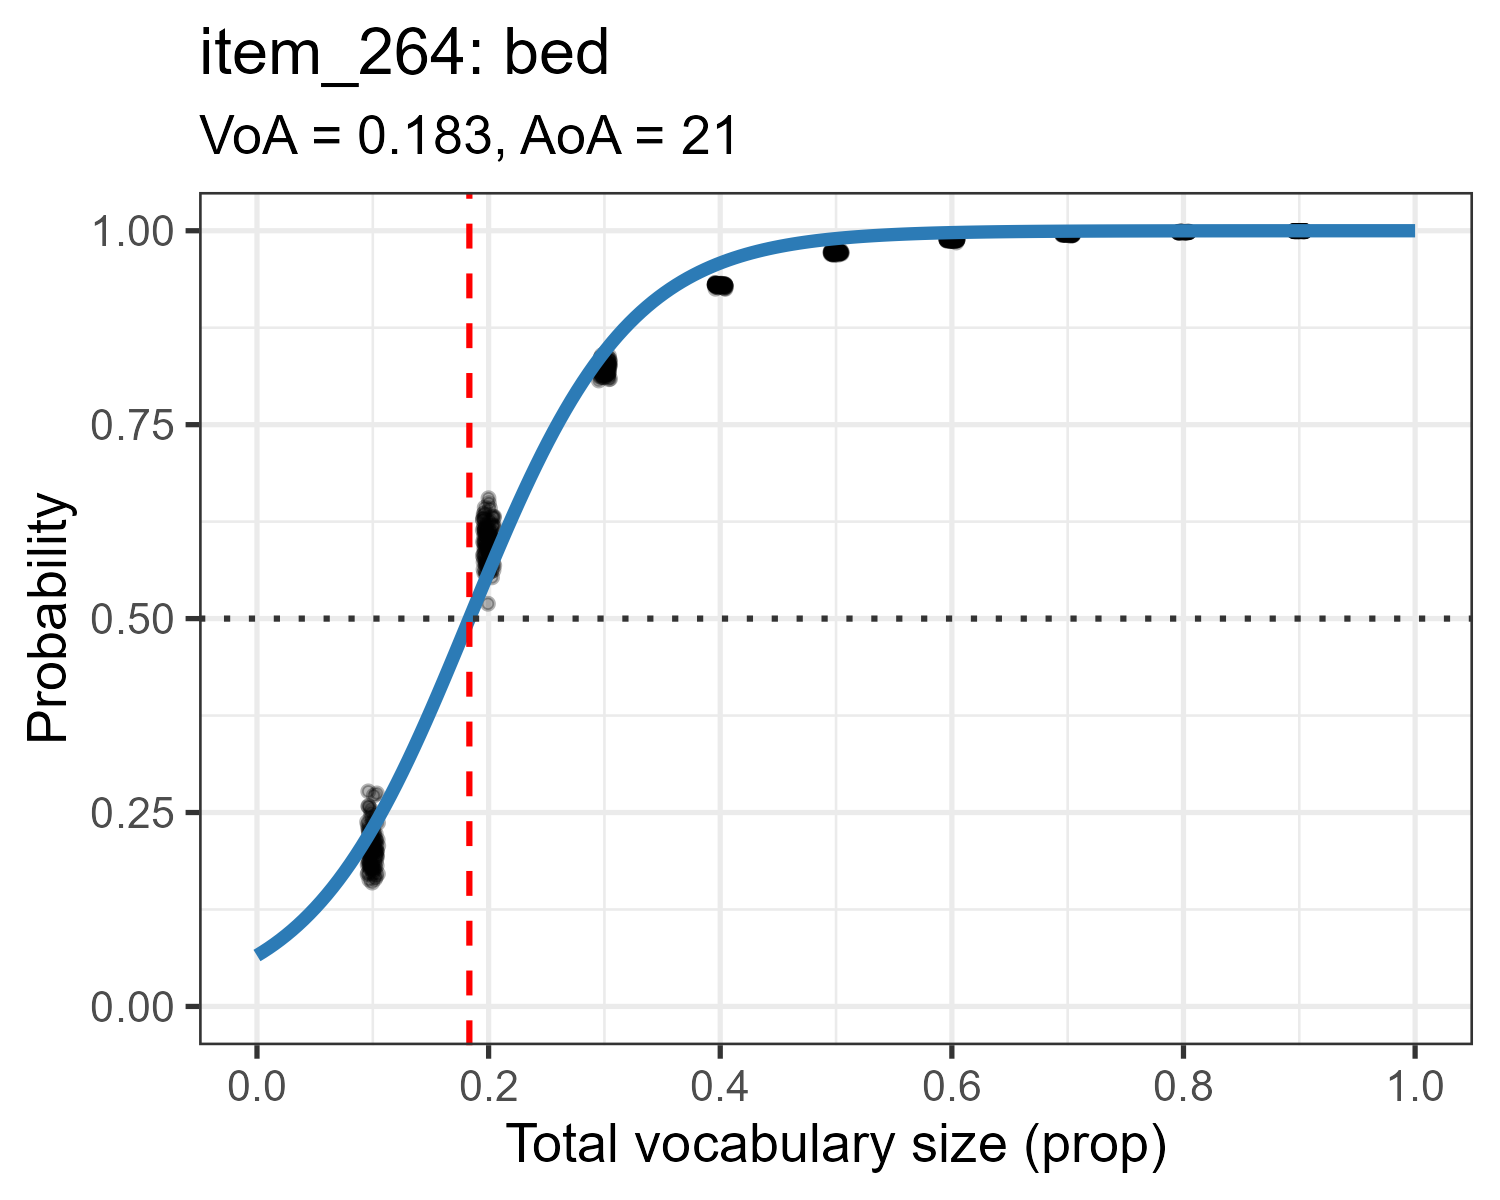 item_264: bed
VoA = 0.183, AoA = 21
1.00
0.75
0.50
0.25
0.00
Probability
0.0 0.2 0.4 0.6 0.8 1.0
Total vocabulary size (prop)